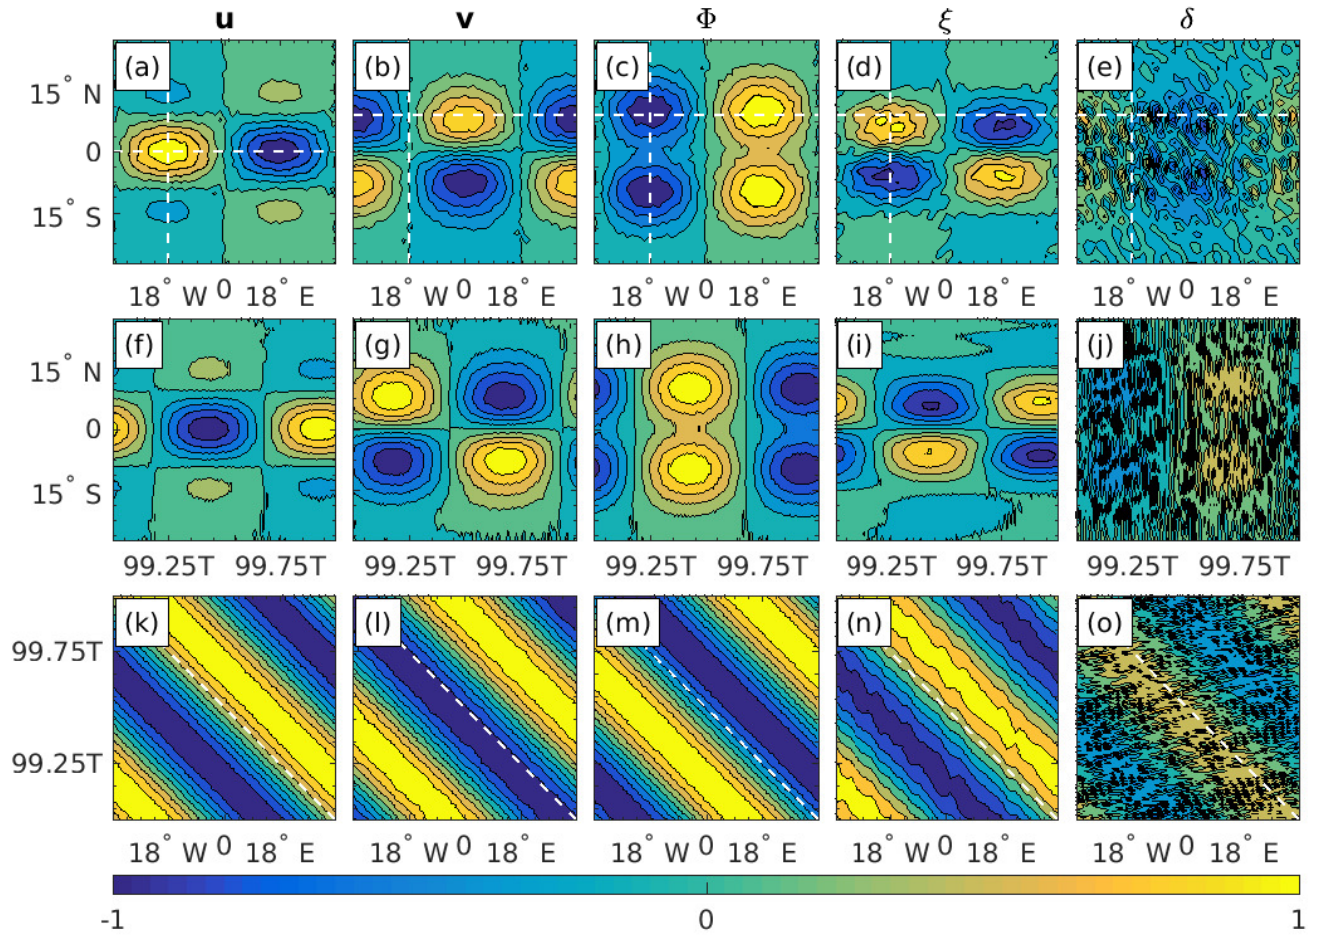 u v Φ ξ δ
(a) (b) (c) (d) (e)
15° N
0
15° S
18° W 0 18° E 18° W 0 18° E 18° W 0 18° E 18° W 0 18° E 18° W 0 18° E
(f) (g) (h) (i) (j)
15° N
0
15° S
99.25T 99.75T 99.25T 99.75T 99.25T 99.75T 99.25T 99.75T 99.25T 99.75T
(k) (l) (m) (n) (o)
99.75T
99.25T
18° W 0 18° E 18° W 0 18° E 18° W 0 18° E 18° W 0 18° E 18° W 0 18° E
-1 0 1